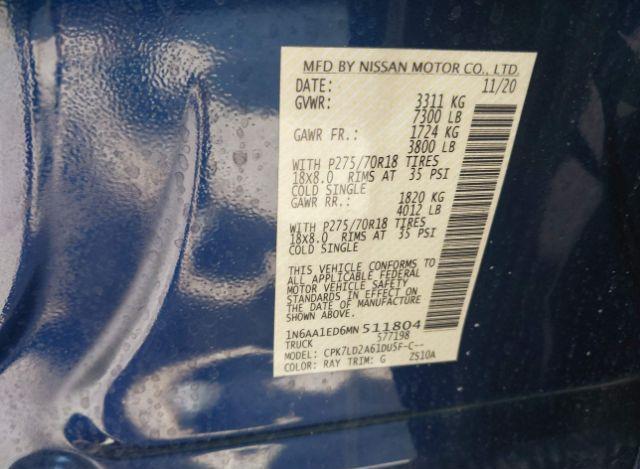 MFD BY NISSAN MOTOR CO., LTD.
DATE: 11/20
GVWR: 3311 KG
7300 LB
GAWR FR.: 1724 KG
3800 LB
WITH P275/70R18 TIRES
18x8.0 RIMS AT 35 PSI
COLD SINGLE
GAWR RR.: 1820 KG
4012 LB
WITH P275/70R18 TIRES
18x8.0 RIMS AT 35 PSI
COLD SINGLE
THIS VEHICLE CONFORMS TO
ALL APPLICABLE FEDERAL
MOTOR VEHICLE SAFETY
STANDARDS IN EFFECT ON
THE DATE OF MANUFACTURE
SHOWN ABOVE.
1N6AA1ED6MN511804
TRUCK 577198
MODEL: CPK7LD2A61DU5F-C--
COLOR: RAY TRIM: G ZS10A